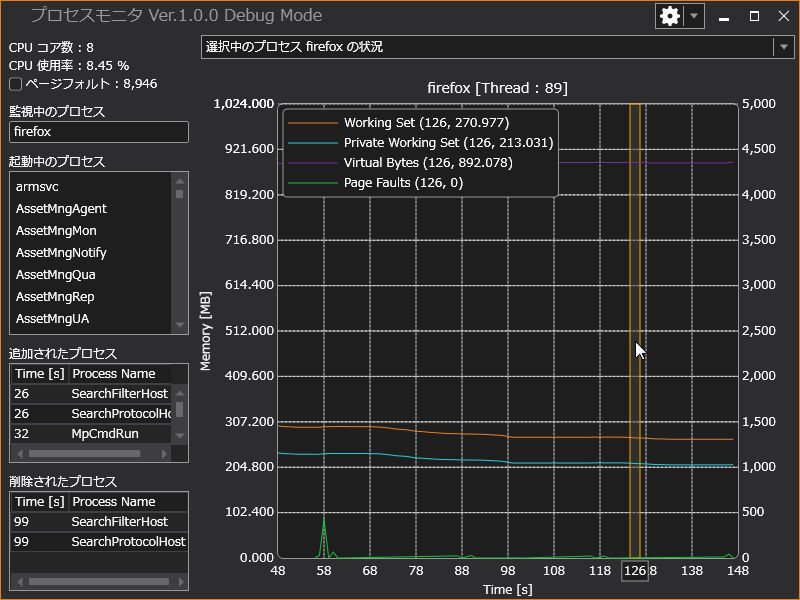 プロセスモニタ Ver.1.0.0 Debug Mode
CPU コア数 : 8
CPU 使用率 : 8.45 %
ページフォルト : 8,946
監視中のプロセス
firefox
起動中のプロセス
armsvc
AssetMngAgent
AssetMngMon
AssetMngNotify
AssetMngQua
AssetMngRep
AssetMngUA
追加されたプロセス
Time [s] Process Name
26 SearchFilterHost
26 SearchProtocolHo
32 MpCmdRun
削除されたプロセス
Time [s] Process Name
99 SearchFilterHost
99 SearchProtocolHost
選択中のプロセス firefox の状況
firefox [Thread : 89]
Working Set (126, 270.977)
Private Working Set (126, 213.031)
Virtual Bytes (126, 892.078)
Page Faults (126, 0)
Memory [MB]
1,024.000
921.600
819.200
716.800
614.400
512.000
409.600
307.200
204.800
102.400
0.000
5,000
4,500
4,000
3,500
3,000
2,500
2,000
1,500
1,000
500
0
48 58 68 78 88 98 108 118 126 8 138 148
Time [s]